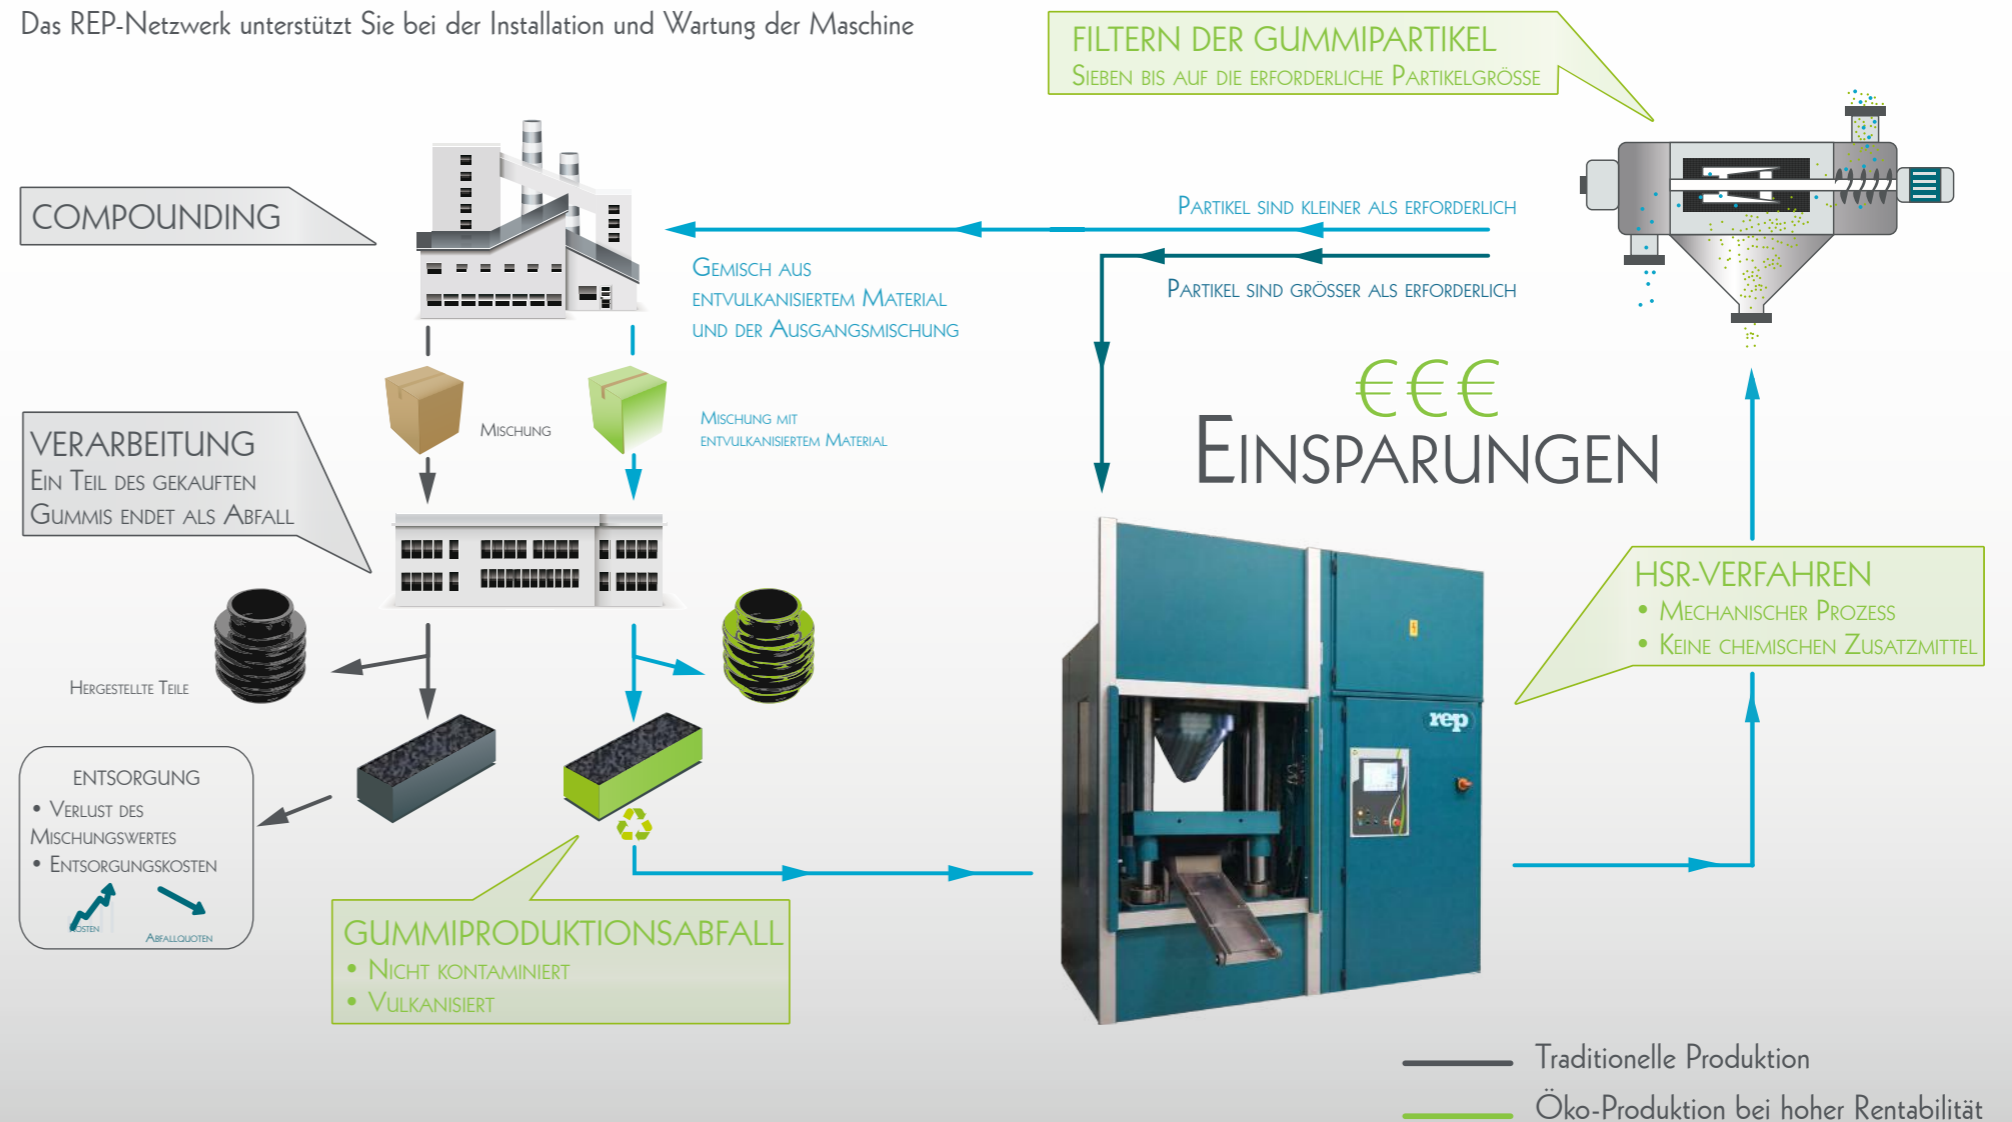 Das REP-Netzwerk unterstützt Sie bei der Installation und Wartung der Maschine
FILTERN DER GUMMIPARTIKEL
SIEBEN BIS AUF DIE ERFORDERLICHE PARTIKELGRÖSSE
COMPOUNDING
PARTIKEL SIND KLEINER ALS ERFORDERLICH
GEMISCH AUS
ENTVULKANISIERTEM MATERIAL
UND DER AUSGANGSMISCHUNG
PARTIKEL SIND GRÖSSER ALS ERFORDERLICH
€€€
EINSPARUNGEN
MISCHUNG
MISCHUNG MIT
ENTVULKANISIERTEM MATERIAL
VERARBEITUNG
EIN TEIL DES GEKAUFTEN
GUMMIS ENDET ALS ABFALL
HSR-VERFAHREN
• MECHANISCHER PROZESS
• KEINE CHEMISCHEN ZUSATZMITTEL
HERGESTELLTE TEILE
rep
ENTSORGUNG
• VERLUST DES
MISCHUNGSWERTES
• ENTSORGUNGSKOSTEN
KOSTEN
ABFALLQUOTEN
GUMMIPRODUKTIONSABFALL
• NICHT KONTAMINIERT
• VULKANISIERT
Traditionelle Produktion
Öko-Produktion bei hoher Rentabilität